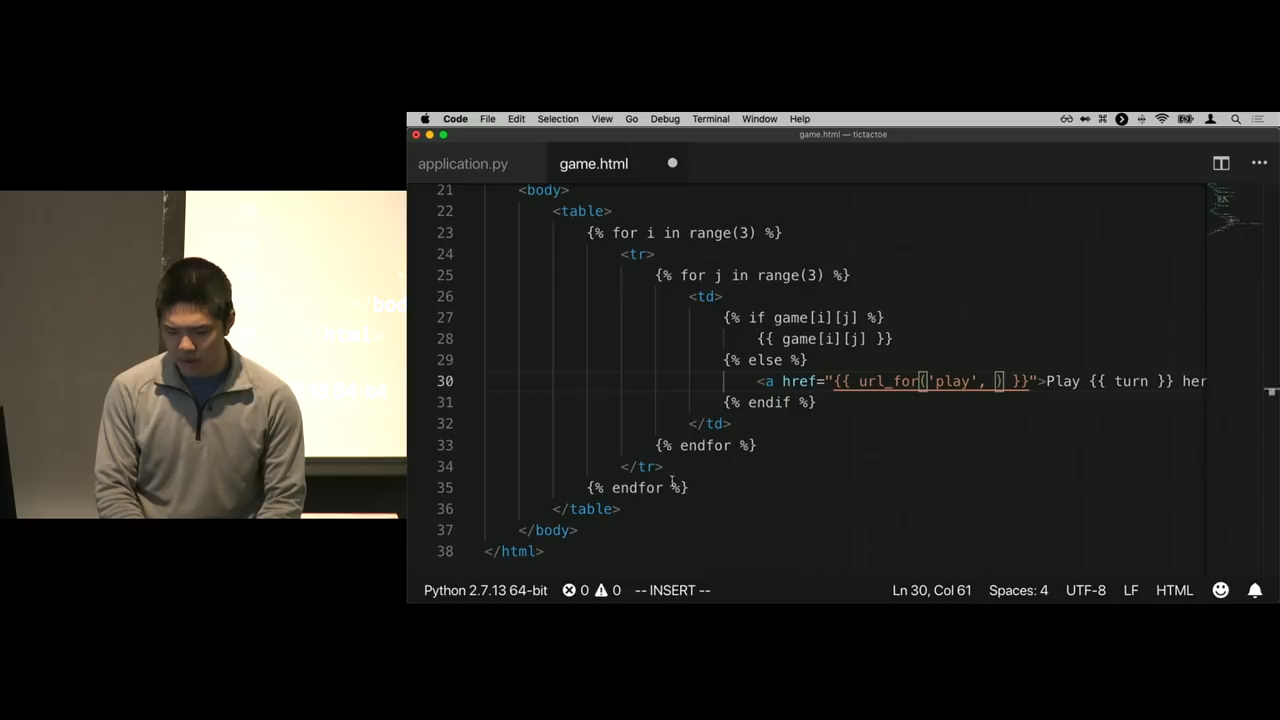 Code File Edit Selection View Go Debug Terminal Window Help
game.html — tictactoe
application.py game.html
21 <body>
22 <table>
23 {% for i in range(3) %}
24 <tr>
25 {% for j in range(3) %}
26 <td>
27 {% if game[i][j] %}
28 {{ game[i][j] }}
29 {% else %}
30 <a href="{{ url_for('play', ) }}">Play {{ turn }} her
31 {% endif %}
32 </td>
33 {% endfor %}
34 </tr>
35 {% endfor %}
36 </table>
37 </body>
38 </html>
Python 2.7.13 64-bit 0 0 -- INSERT -- Ln 30, Col 61 Spaces: 4 UTF-8 LF HTML